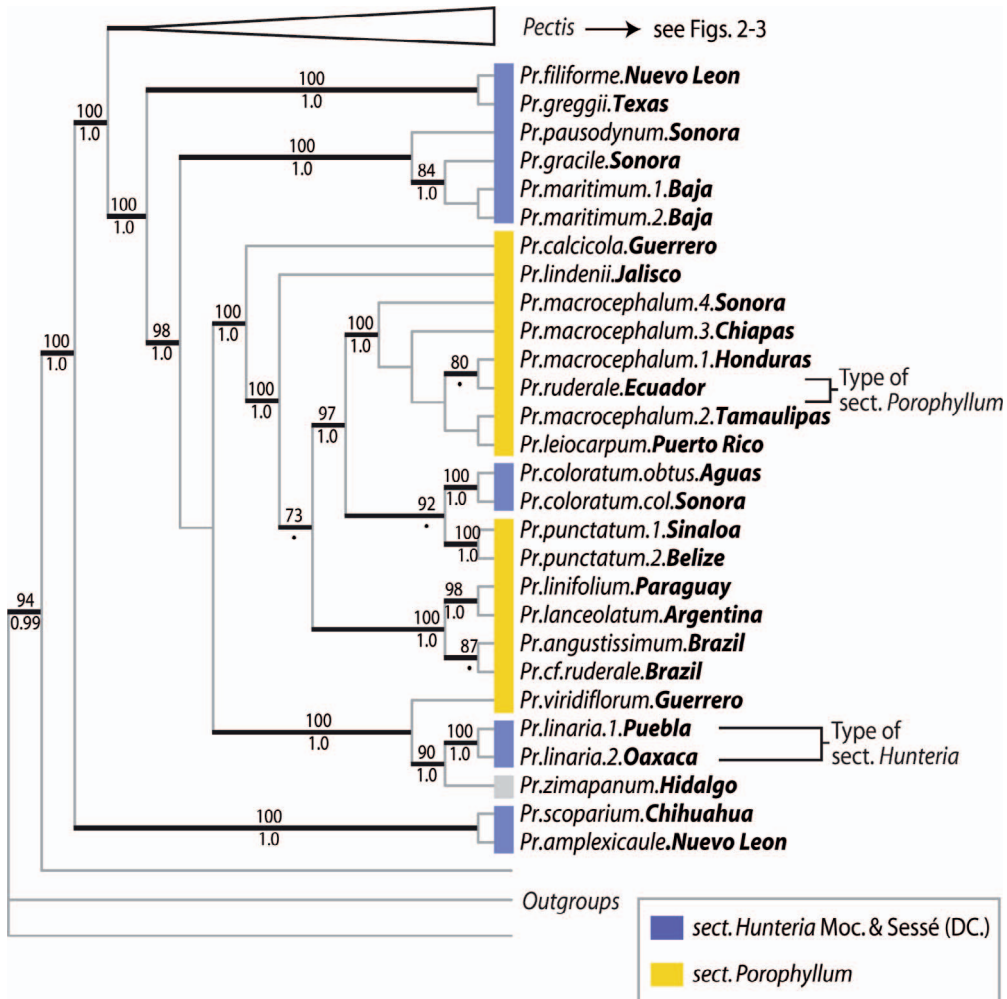 Pectis → see Figs. 2-3
100
1.0
Pr.filiforme.Nuevo Leon
Pr.greggii.Texas
100
1.0
Pr.pausodynum.Sonora
100
1.0
Pr.gracile.Sonora
84
1.0
Pr.maritimum.1.Baja
Pr.maritimum.2.Baja
100
1.0
Pr.calcicola.Guerrero
Pr.lindenii.Jalisco
Pr.macrocephalum.4.Sonora
100
1.0
98
1.0
100
1.0
Pr.macrocephalum.3.Chiapas
100
1.0
80
Pr.macrocephalum.1.Honduras
Pr.ruderale.Ecuador
Type of
sect. Porophyllum
100
1.0
97
1.0
Pr.macrocephalum.2.Tamaulipas
Pr.leiocarpum.Puerto Rico
100
1.0
Pr.coloratum.obtus.Aguas
Pr.coloratum.col.Sonora
73
92
Pr.punctatum.1.Sinaloa
100
1.0
Pr.punctatum.2.Belize
98
1.0
Pr.linifolium.Paraguay
Pr.lanceolatum.Argentina
94
0.99
100
1.0
87
Pr.angustissimum.Brazil
Pr.cf.ruderale.Brazil
Pr.viridiflorum.Guerrero
100
1.0
100
1.0
Pr.linaria.1.Puebla
Pr.linaria.2.Oaxaca
Type of
sect. Hunteria
90
1.0
Pr.zimapanum.Hidalgo
100
1.0
Pr.scoparium.Chihuahua
Pr.amplexicaule.Nuevo Leon
Outgroups
sect. Hunteria Moc. & Sessé (DC.)
sect. Porophyllum